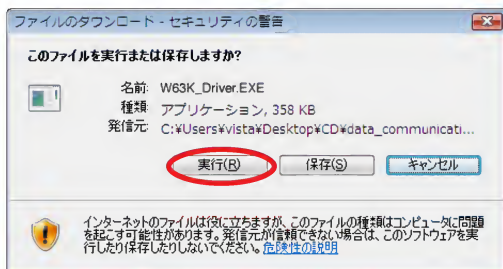 ファイルのダウンロード - セキュリティの警告
このファイルを実行または保存しますか?
名前: W63K_Driver.EXE
種類: アプリケーション, 358 KB
発信元: C:¥Users¥vista¥Desktop¥CD¥data_communicati...
実行(R) 保存(S) キャンセル
インターネットのファイルは役に立ちますが、このファイルの種類はコンピュータに問題
を起こす可能性があります。発信元が信頼できない場合は、このソフトウェアを実
行したり保存したりしないでください。危険性の説明